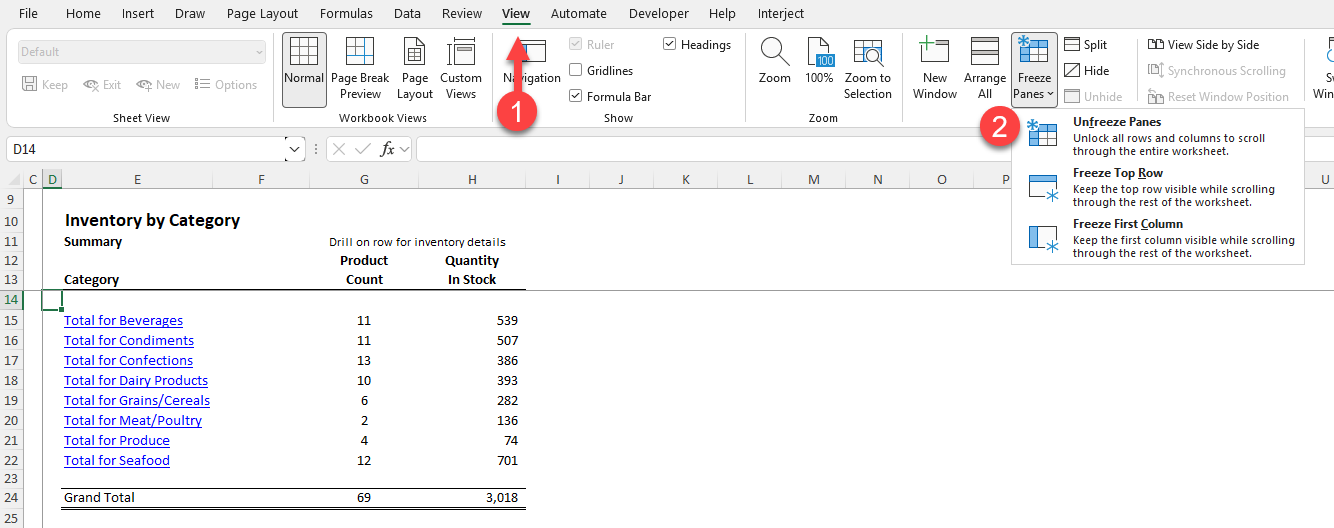 File Home Insert Draw Page Layout Formulas Data Review View Automate Developer Help Interject
Default
Keep Exit New Options
Sheet View
Normal
Page Break
Preview
Page
Layout
Custom
Views
Workbook Views
Navigation
Ruler
Gridlines
Formula Bar
Headings
Show
1
Zoom
100
100%
Zoom to
Selection
Zoom
New
Window
Arrange
All
Freeze
Panes
Split
Hide
Unhide
View Side by Side
Synchronous Scrolling
Reset Window Position
2
Unfreeze Panes
Unlock all rows and columns to scroll
through the entire worksheet.
Freeze Top Row
Keep the top row visible while scrolling
through the rest of the worksheet.
Freeze First Column
Keep the first column visible while scrolling
through the rest of the worksheet.
D14 fx
C D E F G H I J K L M N O P U
9
10 Inventory by Category
11 Summary Drill on row for inventory details
12 Product Quantity
13 Category Count In Stock
14
15 Total for Beverages 11 539
16 Total for Condiments 11 507
17 Total for Confections 13 386
18 Total for Dairy Products 10 393
19 Total for Grains/Cereals 6 282
20 Total for Meat/Poultry 2 136
21 Total for Produce 4 74
22 Total for Seafood 12 701
23
24 Grand Total 69 3,018
25